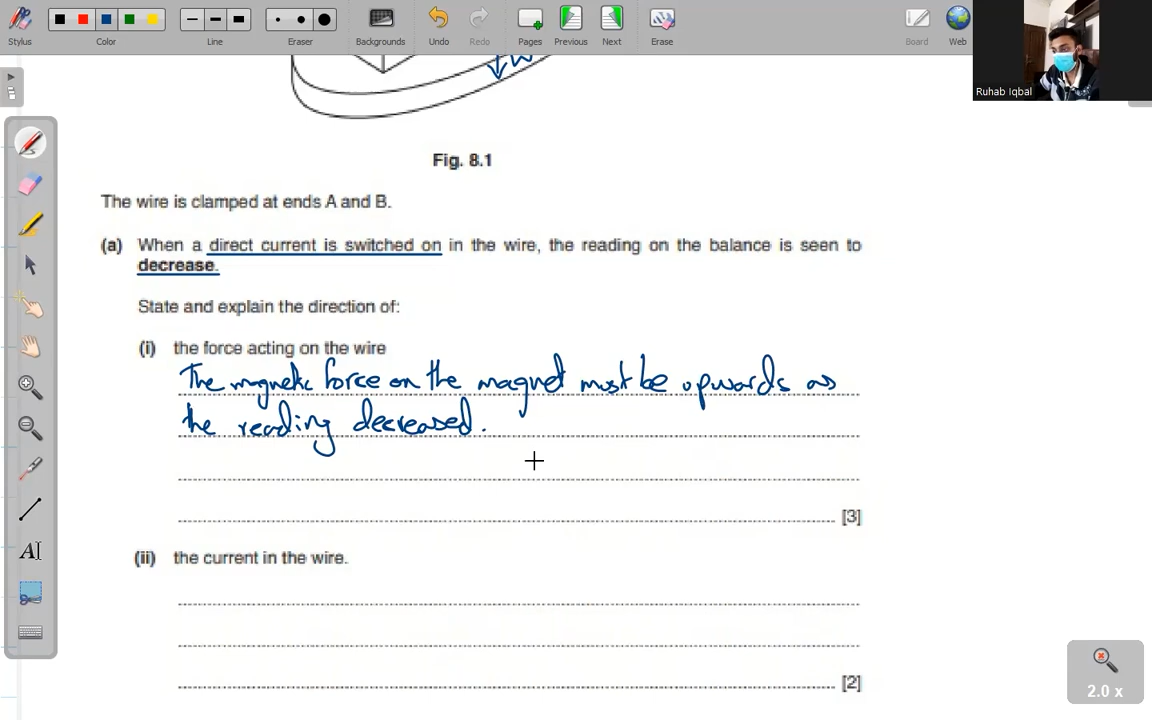 Stylus
Color
Line
Eraser
Backgrounds
Undo
Redo
Pages
Previous
Next
Erase
Board
Web
Ruhab Iqbal
Fig. 8.1
The wire is clamped at ends A and B.
(a) When a direct current is switched on in the wire, the reading on the balance is seen to
decrease.
State and explain the direction of:
(i) the force acting on the wire
The magnetic force on the magnet must be upwards as
the reading decreased.
[3]
(ii) the current in the wire.
[2]
2.0 x